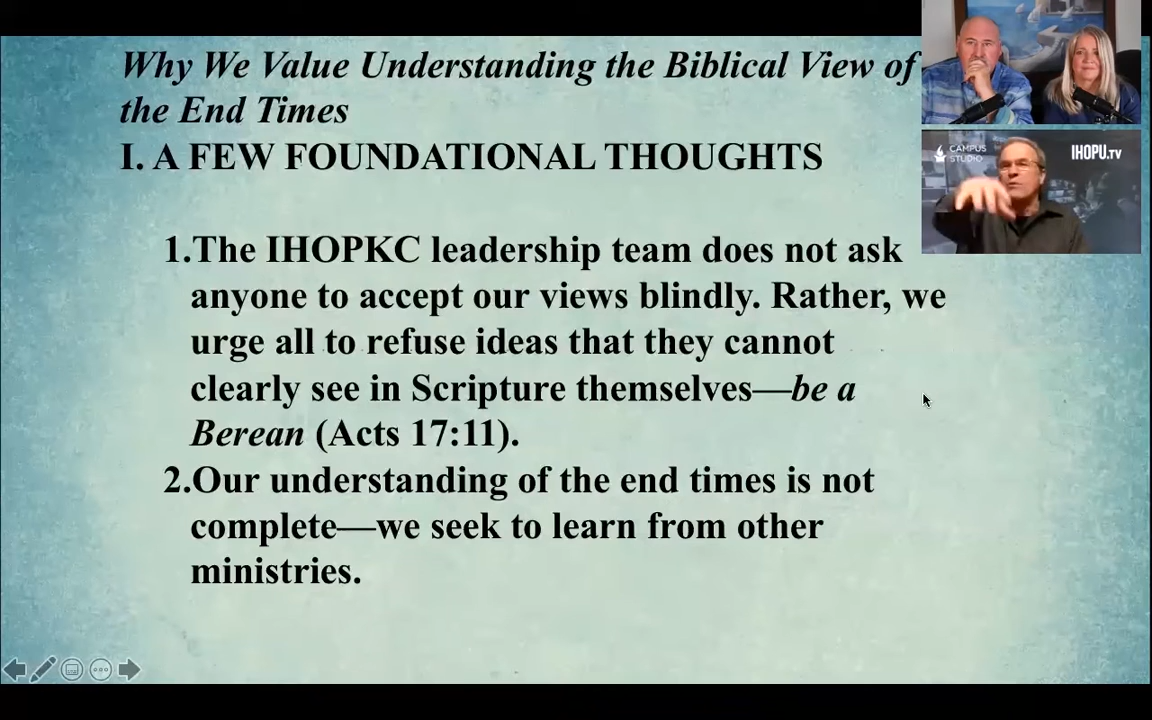 Why We Value Understanding the Biblical View of
the End Times
I. A FEW FOUNDATIONAL THOUGHTS
CAMPUS
STUDIO
IHOPU.TV
1.The IHOPKC leadership team does not ask
anyone to accept our views blindly. Rather, we
urge all to refuse ideas that they cannot
clearly see in Scripture themselves—be a
Berean (Acts 17:11).
2.Our understanding of the end times is not
complete—we seek to learn from other
ministries.